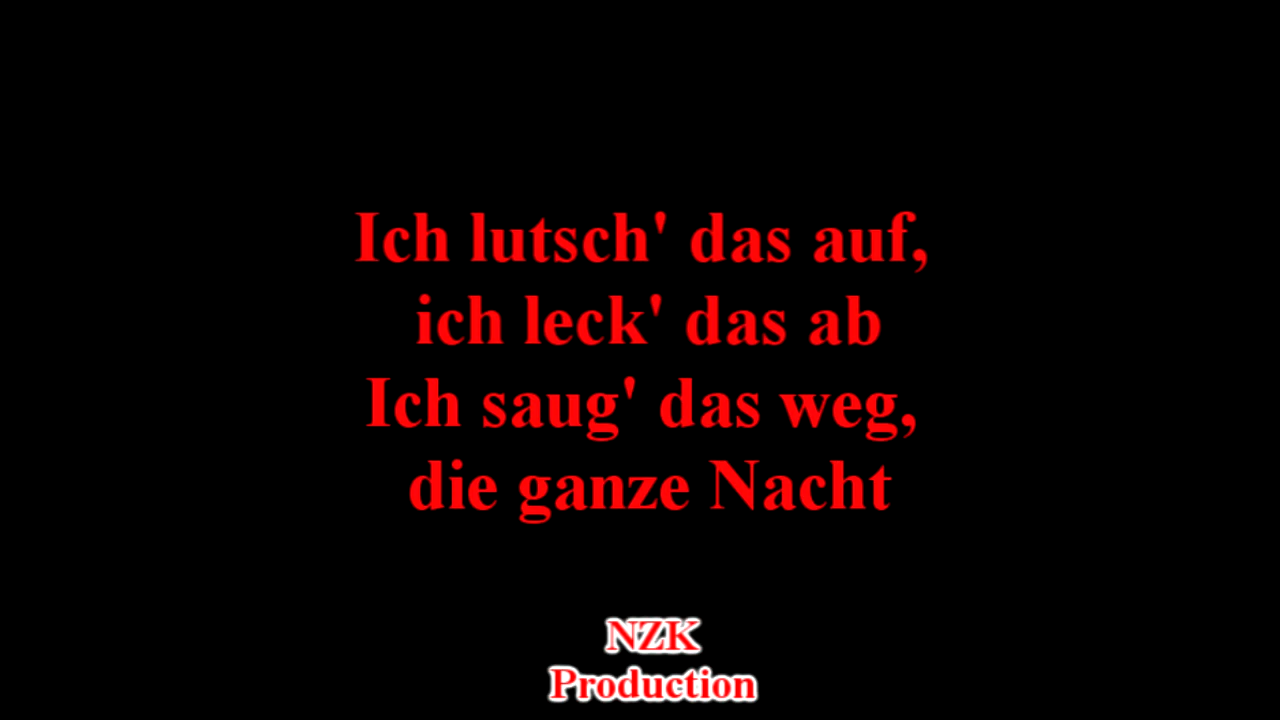 Ich lutsch' das auf,
ich leck' das ab
Ich saug' das weg,
die ganze Nacht
NZK
Production